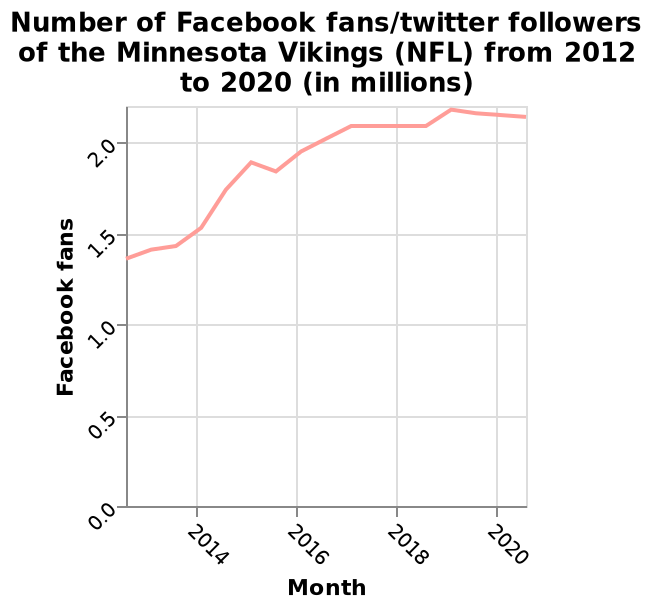 Number of Facebook fans/twitter followers
of the Minnesota Vikings (NFL) from 2012
to 2020 (in millions)
2.0
1.5
1.0
0.5
0.0
Facebook fans
2014
2016
2018
2020
Month